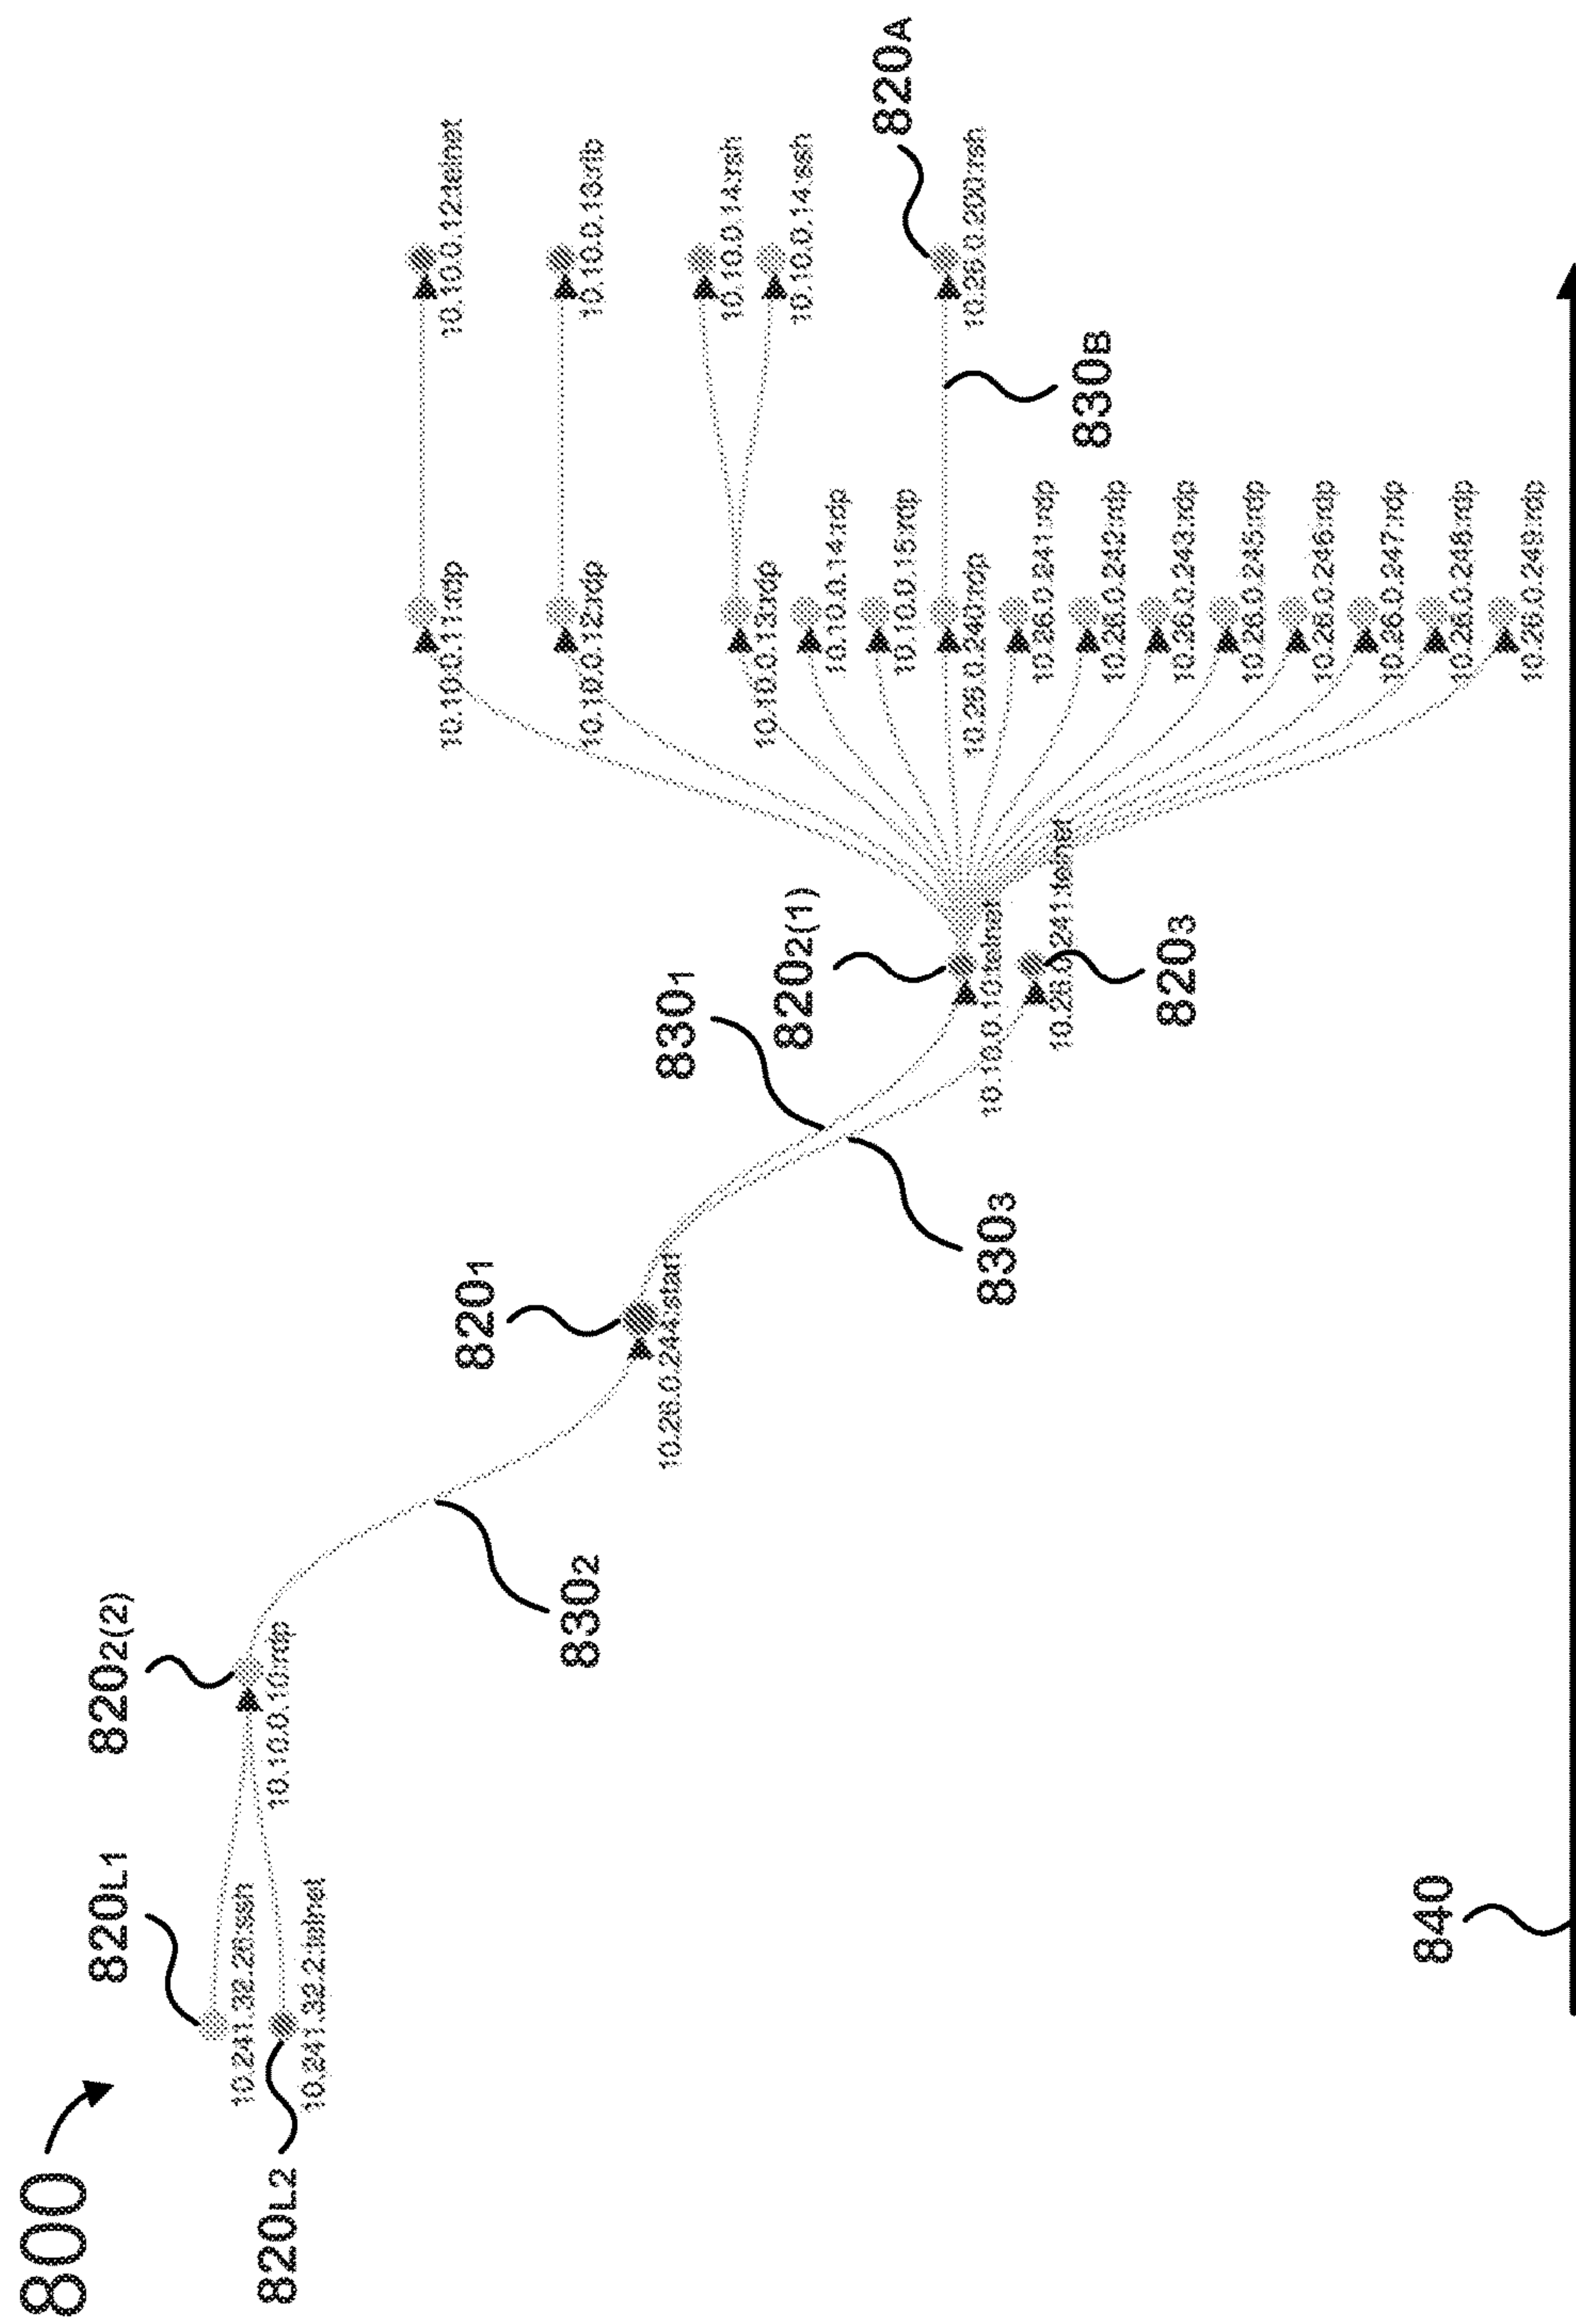 800
820L1
10.241.32.26:ssh
820L2
10.241.32.2:telnet
8202(2)
10.10.0.10:rdp
8302
8201
10.26.0.244:start
8301
8303
8202(1)
10.10.0.10:telnet
8203
10.26.0.241:telnet
10.10.0.11:rdp
10.10.0.12:rdp
10.10.0.13:rdp
10.10.0.14:rdp
10.10.0.15:rdp
10.26.0.240:rdp
10.26.0.241:rdp
10.26.0.242:rdp
10.26.0.243:rdp
10.26.0.245:rdp
10.26.0.246:rdp
10.26.0.247:rdp
10.26.0.248:rdp
10.26.0.249:rdp
830B
10.10.0.12:telnet
10.10.0.14:rsh
10.10.0.14:ssh
820A
10.26.0.200:rsh
840